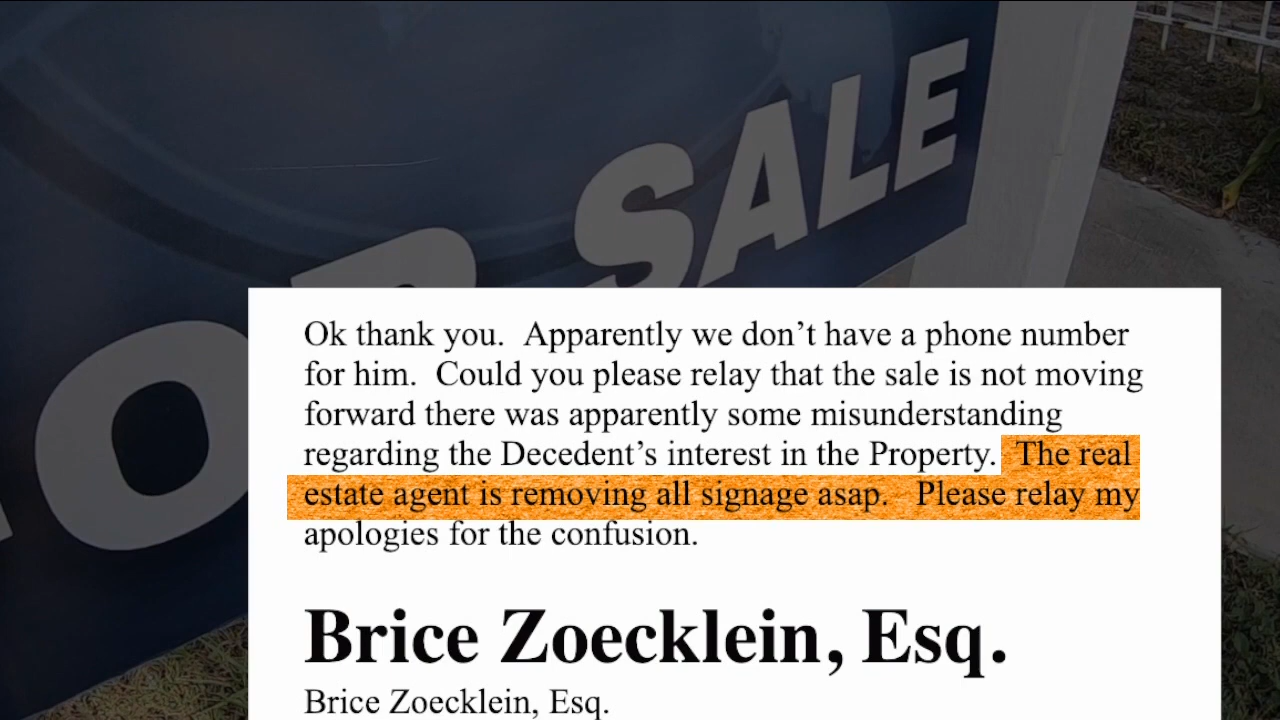 OR SALE
Ok thank you.  Apparently we don’t have a phone number
for him.  Could you please relay that the sale is not moving
forward there was apparently some misunderstanding
regarding the Decedent’s interest in the Property.  The real
estate agent is removing all signage asap.   Please relay my
apologies for the confusion.
Brice Zoecklein, Esq.
Brice Zoecklein, Esq.